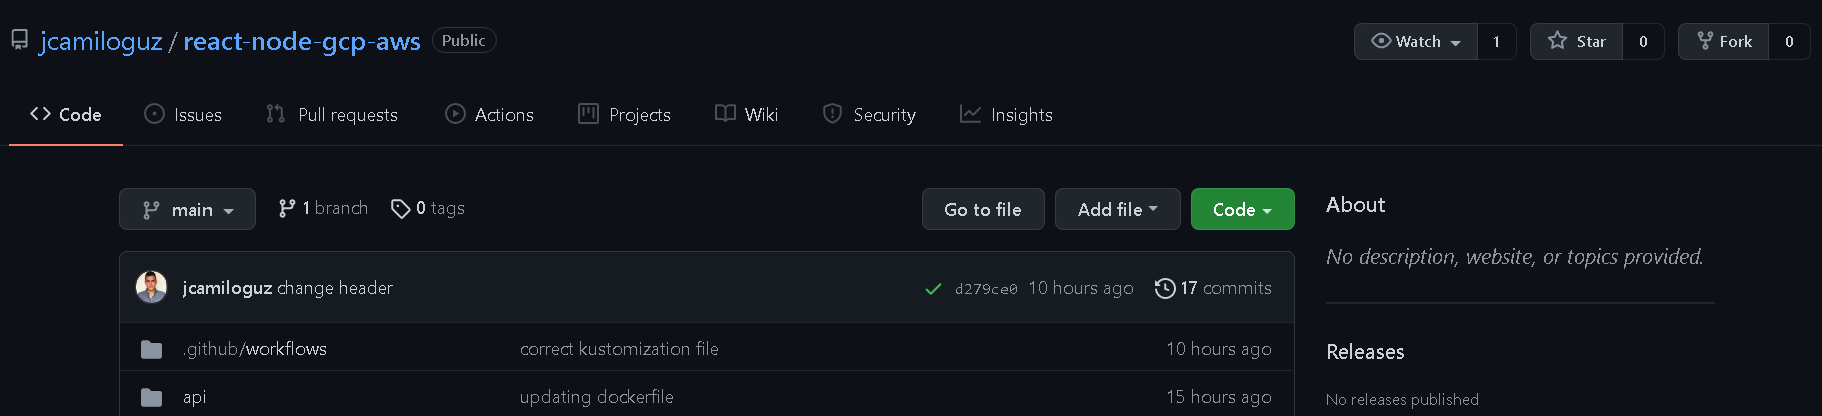 jcamiloguz / react-node-gcp-aws Public Watch 1 Star 0 Fork 0
Code Issues Pull requests Actions Projects Wiki Security Insights
main 1 branch 0 tags Go to file Add file Code
About
No description, website, or topics provided.
jcamiloguz change header d279ce0 10 hours ago 17 commits
.github/workflows correct kustomization file 10 hours ago
Releases
api updating dockerfile 15 hours ago
No releases published